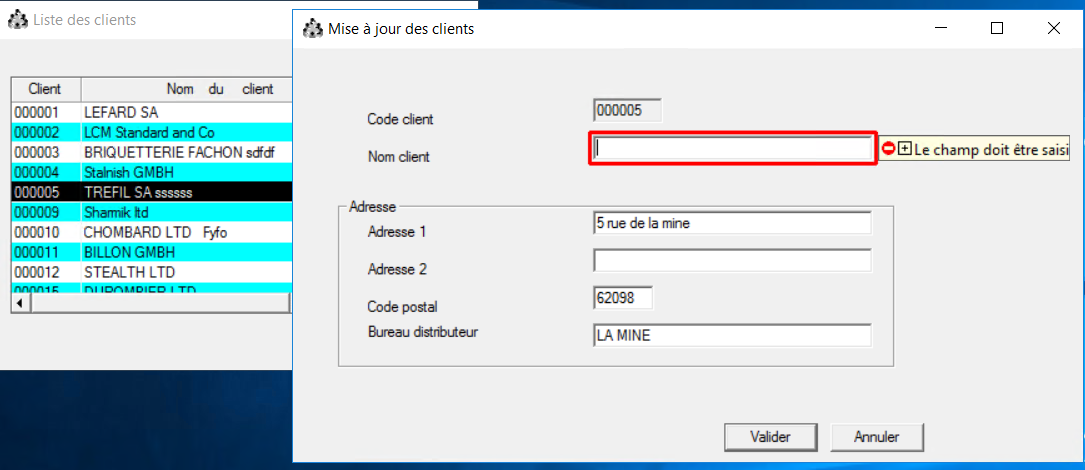 Liste des clients
Client Nom du client
000001 LEFARD SA
000002 LCM Standard and Co
000003 BRIQUETTERIE FACHON sdfdf
000004 Stalnish GMBH
000005 TREFIL SA ssssss
000009 Shamik ltd
000010 CHOMBARD LTD Fyfo
000011 BILLON GMBH
000012 STEALTH LTD
000015 DUROMBIER LTD
Mise à jour des clients
Code client 000005
Nom client
Le champ doit être saisi
Adresse
Adresse 1 5 rue de la mine
Adresse 2
Code postal 62098
Bureau distributeur LA MINE
Valider Annuler